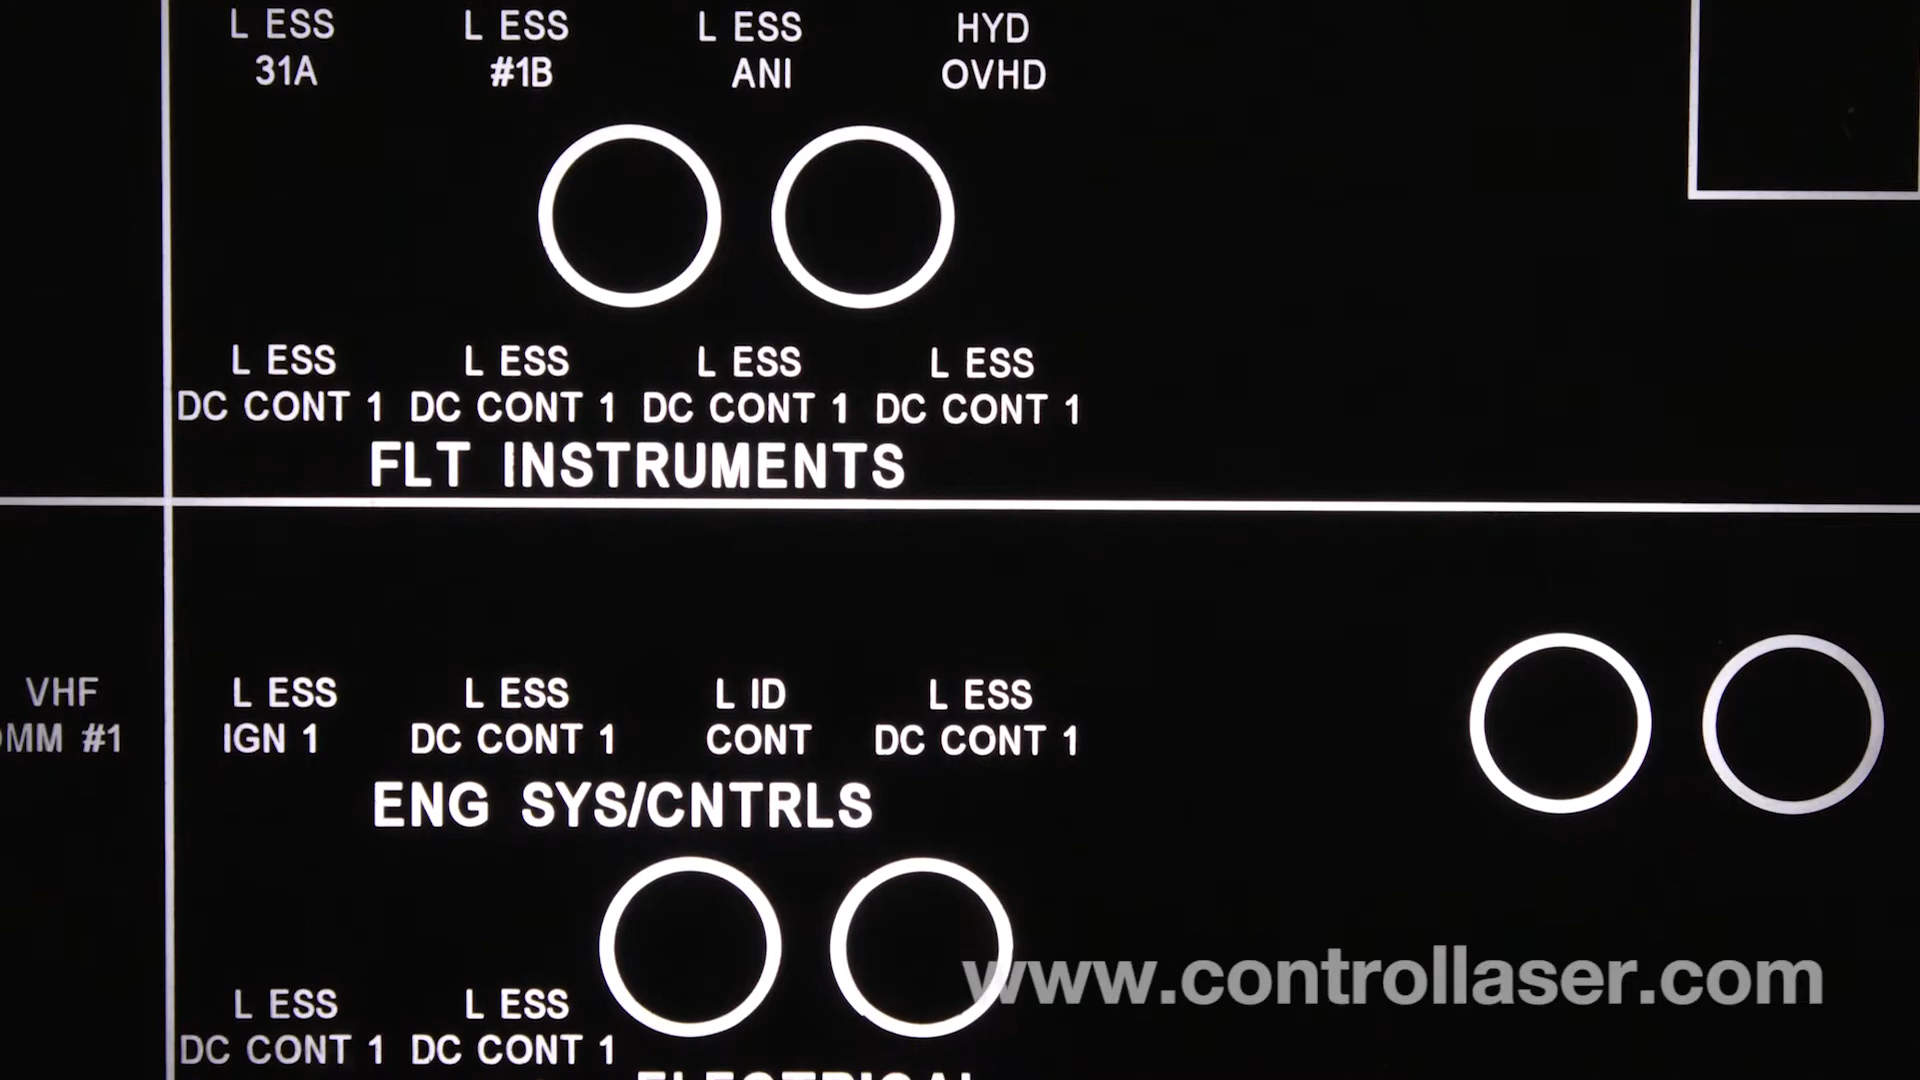 L ESS L ESS L ESS HYD
31A #1B ANI OVHD
L ESS L ESS L ESS L ESS
DC CONT 1 DC CONT 1 DC CONT 1 DC CONT 1
FLT INSTRUMENTS
VHF L ESS L ESS L ID L ESS
#1 IGN 1 DC CONT 1 CONT DC CONT 1
ENG SYS/CNTRLS
www.controllaser.com
L ESS L ESS
DC CONT 1 DC CONT 1
ELECTRICAL